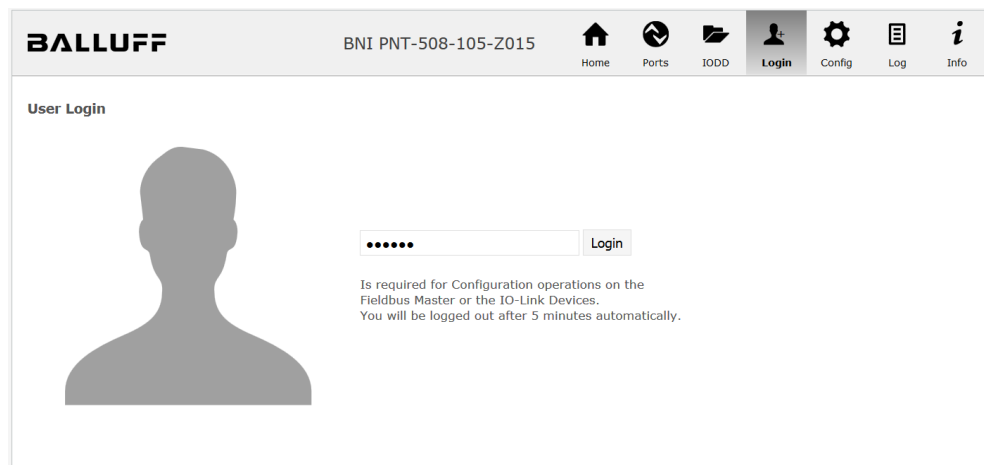 BALLUFF
BNI PNT-508-105-Z015
Home
Ports
IODD
Login
Config
Log
Info
User Login
●●●●●●
Login
Is required for Configuration operations on the
Fieldbus Master or the IO-Link Devices.
You will be logged out after 5 minutes automatically.